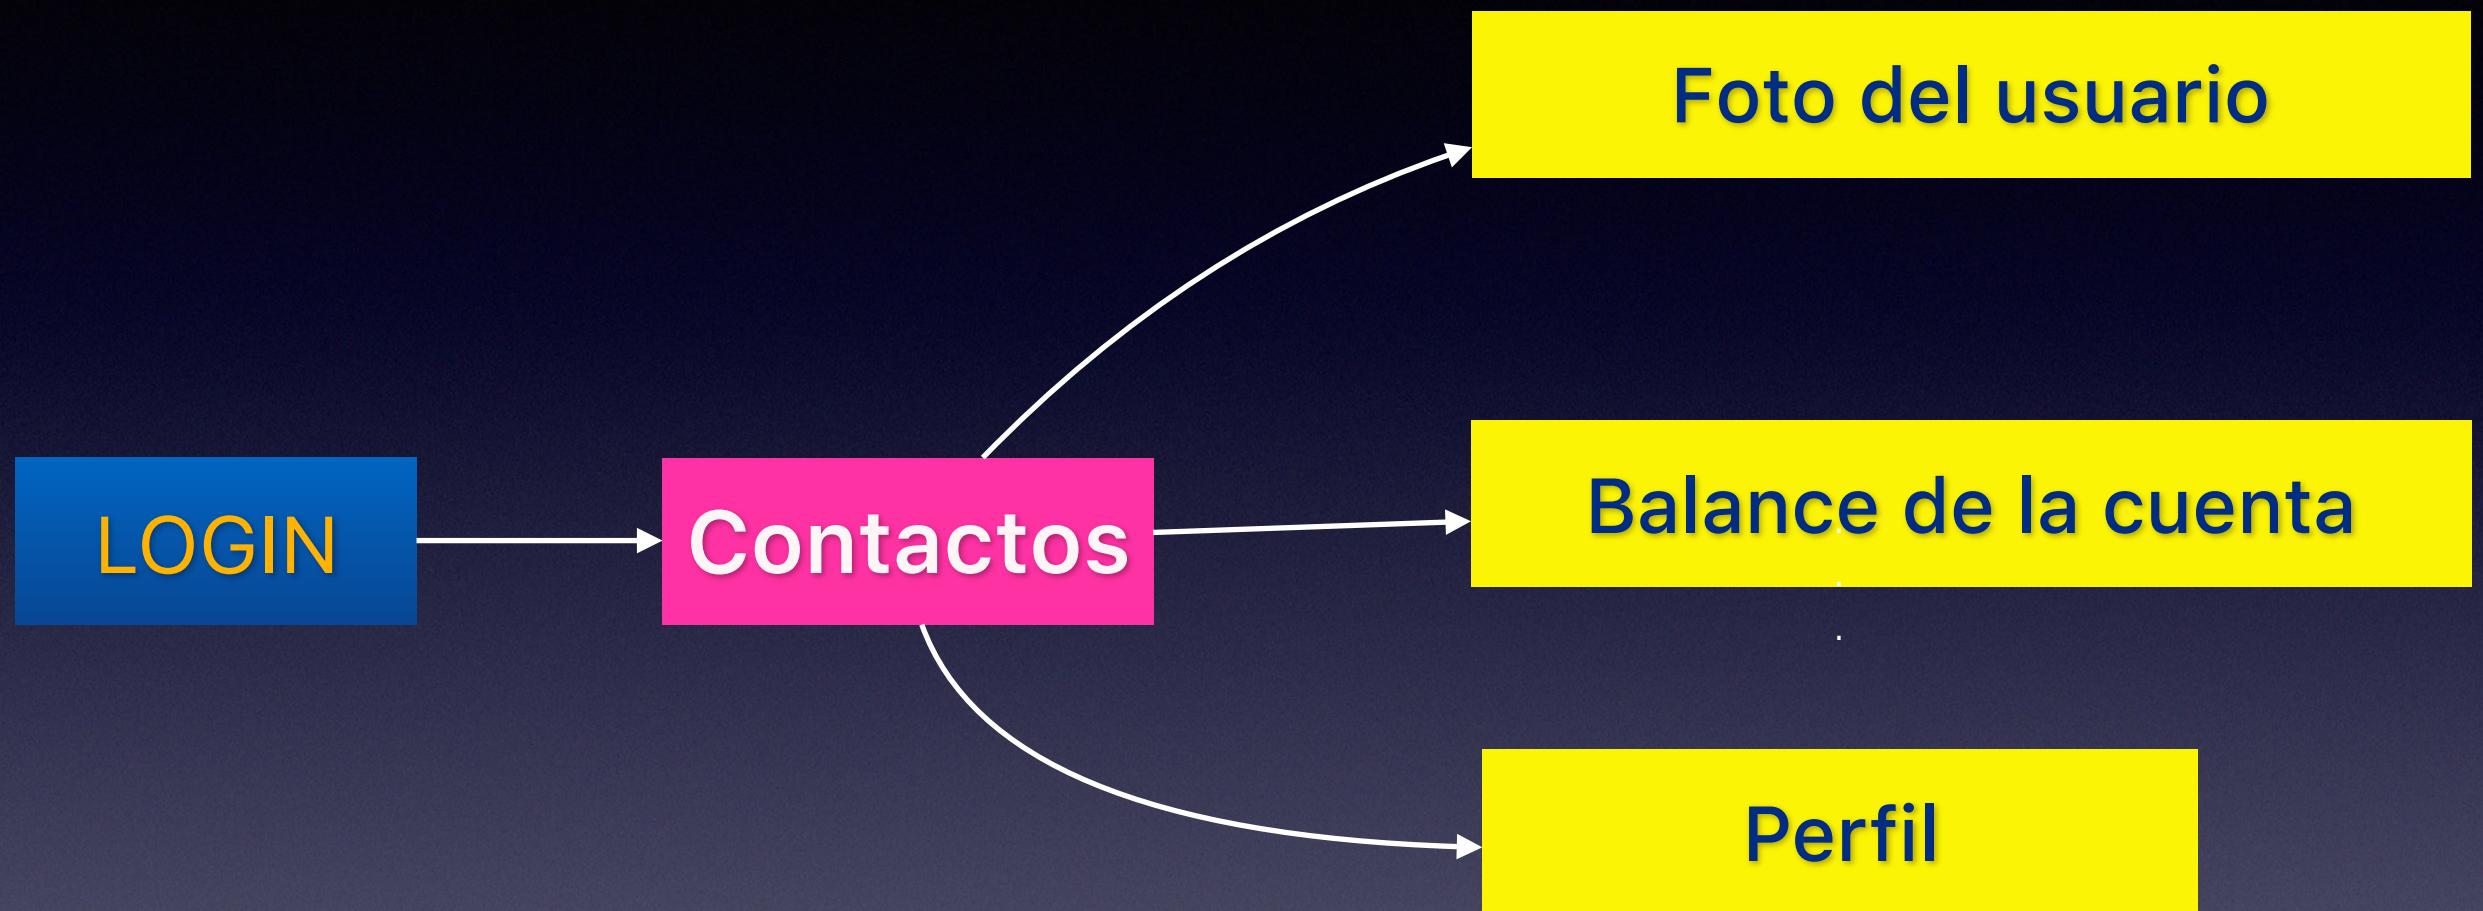 Foto del usuario
LOGIN
Contactos
Balance de la cuenta
.
.
.
Perfil